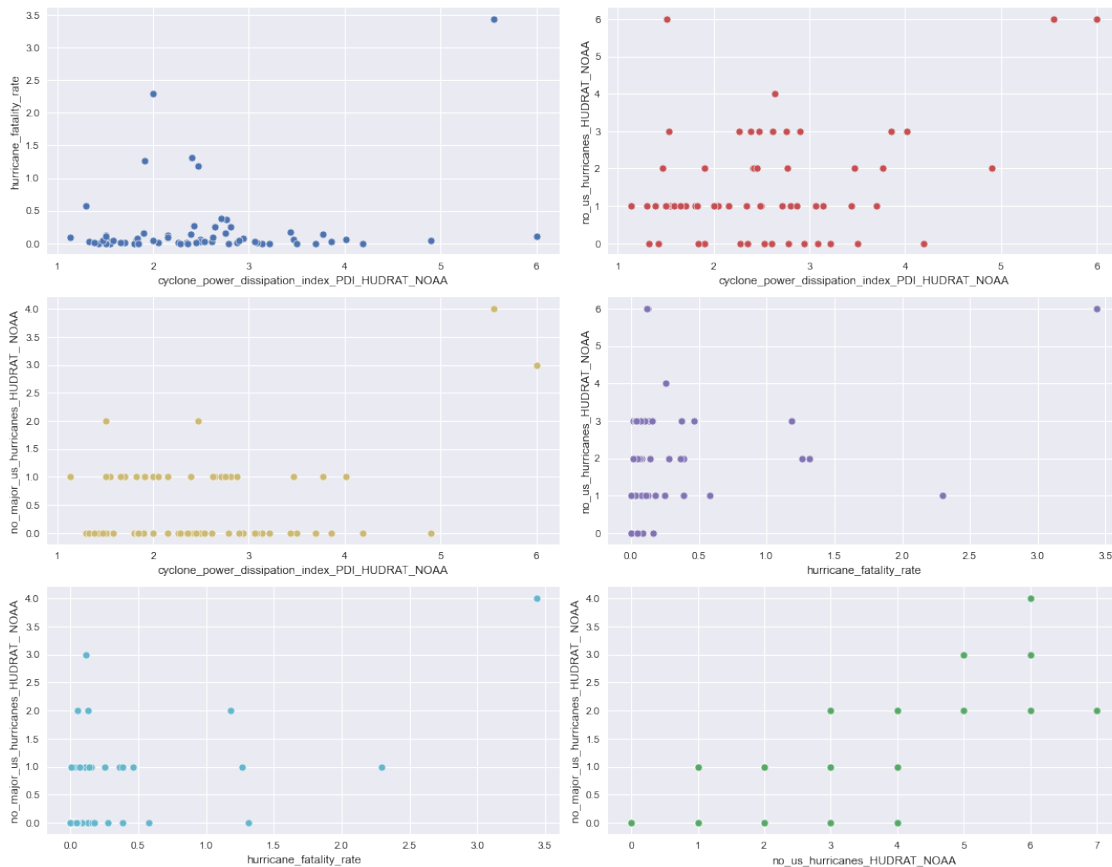 3.5
3.0
2.5
2.0
1.5
1.0
0.5
0.0
hurricane_fatality_rate
1 2 3 4 5 6
cyclone_power_dissipation_index_PDI_HUDRAT_NOAA
6
5
4
3
2
1
0
no_us_hurricanes_HUDRAT_NOAA
1 2 3 4 5 6
cyclone_power_dissipation_index_PDI_HUDRAT_NOAA
4.0
3.5
3.0
2.5
2.0
1.5
1.0
0.5
0.0
no_major_us_hurricanes_HUDRAT_ NOAA
1 2 3 4 5 6
cyclone_power_dissipation_index_PDI_HUDRAT_NOAA
6
5
4
3
2
1
0
no_us_hurricanes_HUDRAT_NOAA
0.0 0.5 1.0 1.5 2.0 2.5 3.0 3.5
hurricane_fatality_rate
4.0
3.5
3.0
2.5
2.0
1.5
1.0
0.5
0.0
no_major_us_hurricanes_HUDRAT_ NOAA
0.0 0.5 1.0 1.5 2.0 2.5 3.0 3.5
hurricane_fatality_rate
4.0
3.5
3.0
2.5
2.0
1.5
1.0
0.5
0.0
no_major_us_hurricanes_HUDRAT_ NOAA
0 1 2 3 4 5 6 7
no_us_hurricanes_HUDRAT_NOAA